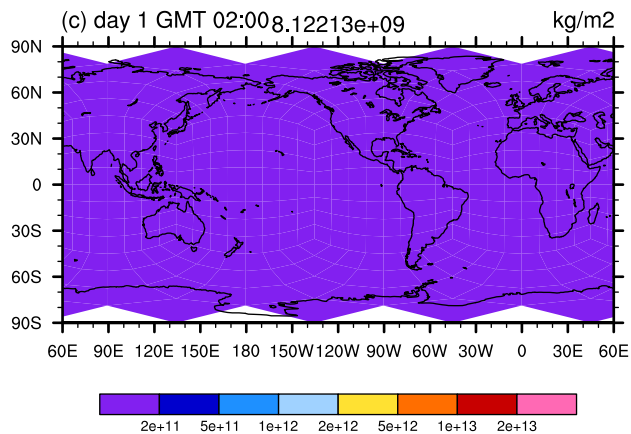 (c) day 1 GMT 02:00 8.12213e+09 kg/m2
90N
60N
30N
0
30S
60S
90S
60E 90E 120E 150E 180 150W 120W 90W 60W 30W 0 30E 60E
2e+11 5e+11 1e+12 2e+12 5e+12 1e+13 2e+13